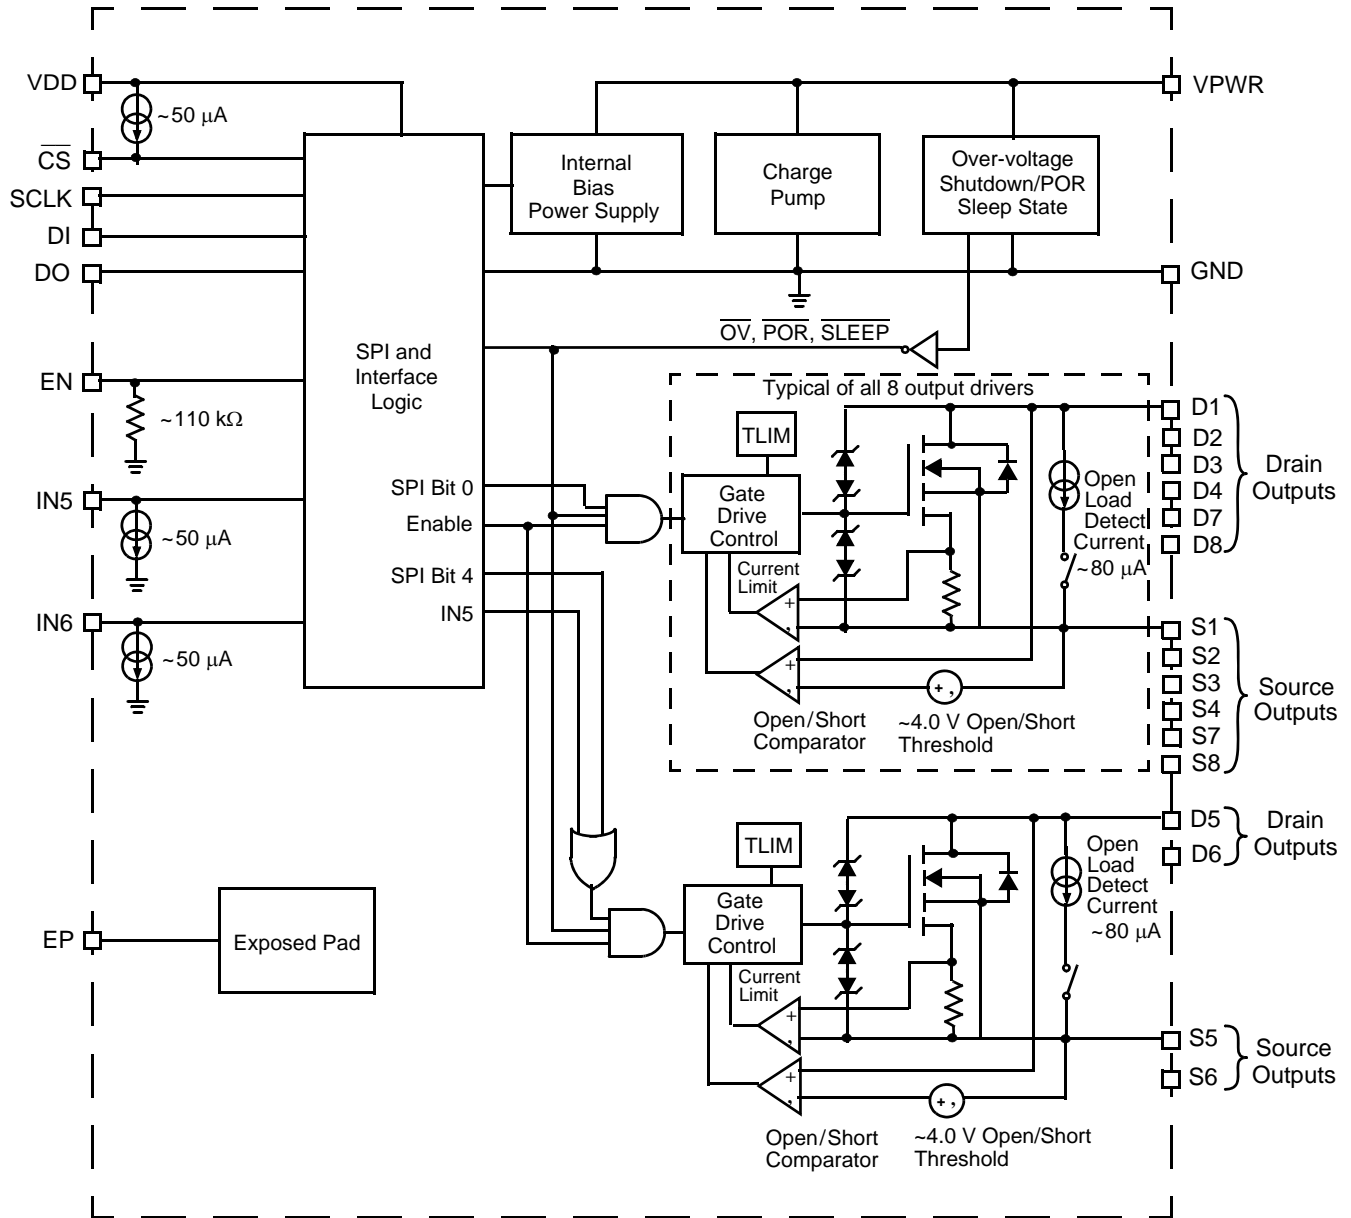 VDD
~50 μA
CS
SCLK
DI
DO
EN
~110 kΩ
IN5
~50 μA
IN6
~50 μA
EP
Exposed Pad
SPI and
Interface
Logic
SPI Bit 0
Enable
SPI Bit 4
IN5
Internal
Bias
Power Supply
Charge
Pump
Over-voltage
Shutdown/POR
Sleep State
VPWR
GND
OV, POR, SLEEP
Typical of all 8 output drivers
TLIM
Gate
Drive
Control
Current
Limit
+
Open
Load
Detect
Current
~80 μA
+
+ ,
Open/Short
Comparator
~4.0 V Open/Short
Threshold
D1
D2
D3
D4
D7
D8
Drain
Outputs
S1
S2
S3
S4
S7
S8
Source
Outputs
TLIM
Gate
Drive
Control
Current
Limit
+
Open
Load
Detect
Current
~80 μA
+
+ ,
Open/Short
Comparator
~4.0 V Open/Short
Threshold
D5
D6
Drain
Outputs
S5
S6
Source
Outputs